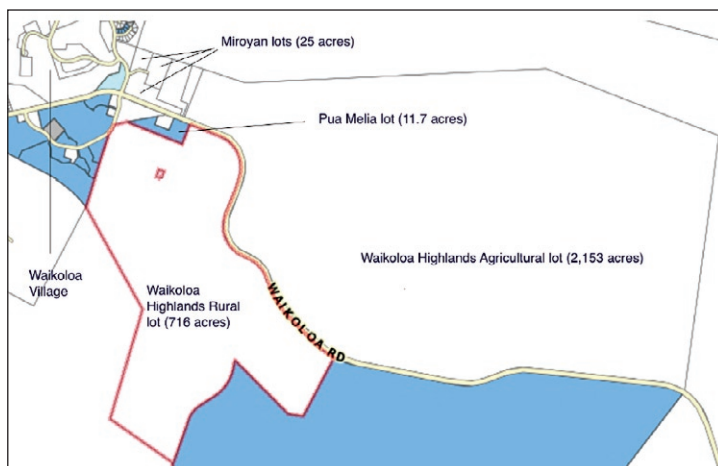 Miroyan lots (25 acres)
Pua Melia lot (11.7 acres)
Waikoloa Highlands Agricultural lot (2,153 acres)
Waikoloa
Village
Waikoloa
Highlands Rural
lot (716 acres)
WAIKOLOA RD